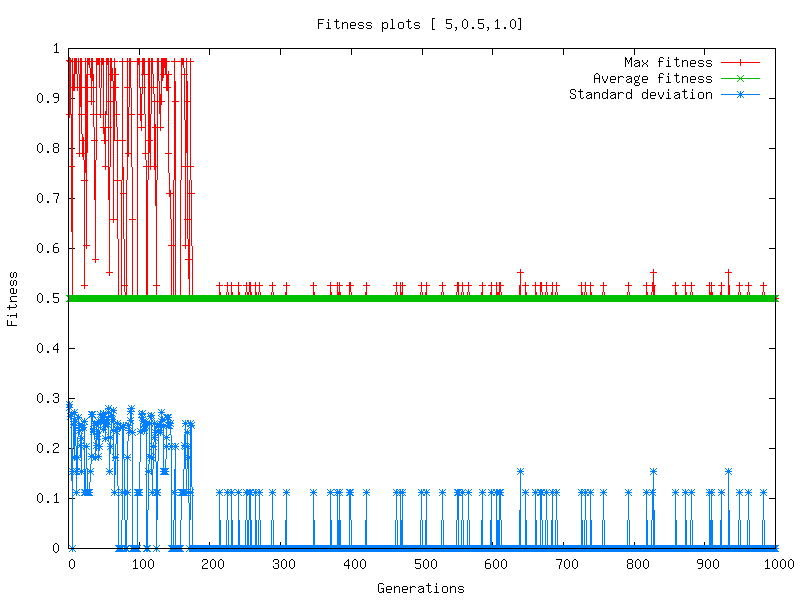 Fitness plots [ 5,0.5,1.0]
1
0.9
0.8
0.7
0.6
0.5
0.4
0.3
0.2
0.1
0
Fitness
Max fitness
Average fitness
Standard deviation
0 100 200 300 400 500 600 700 800 900 1000
Generations